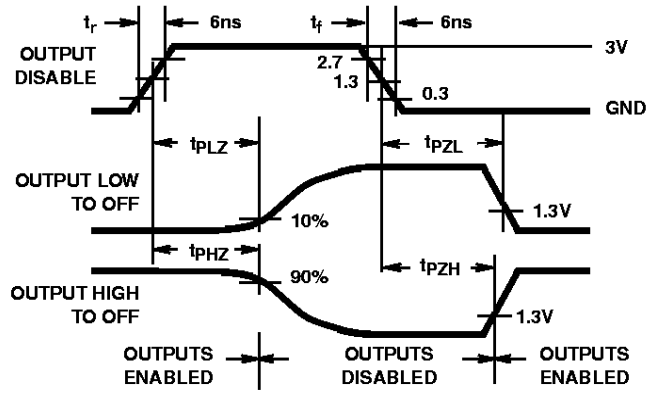 tr 6ns tf 6ns
OUTPUT
DISABLE
3V
2.7
1.3
0.3
GND
tPLZ tPZL
OUTPUT LOW
TO OFF
10%
1.3V
tPHZ tPZH
OUTPUT HIGH
TO OFF
90%
1.3V
OUTPUTS
ENABLED
OUTPUTS
DISABLED
OUTPUTS
ENABLED